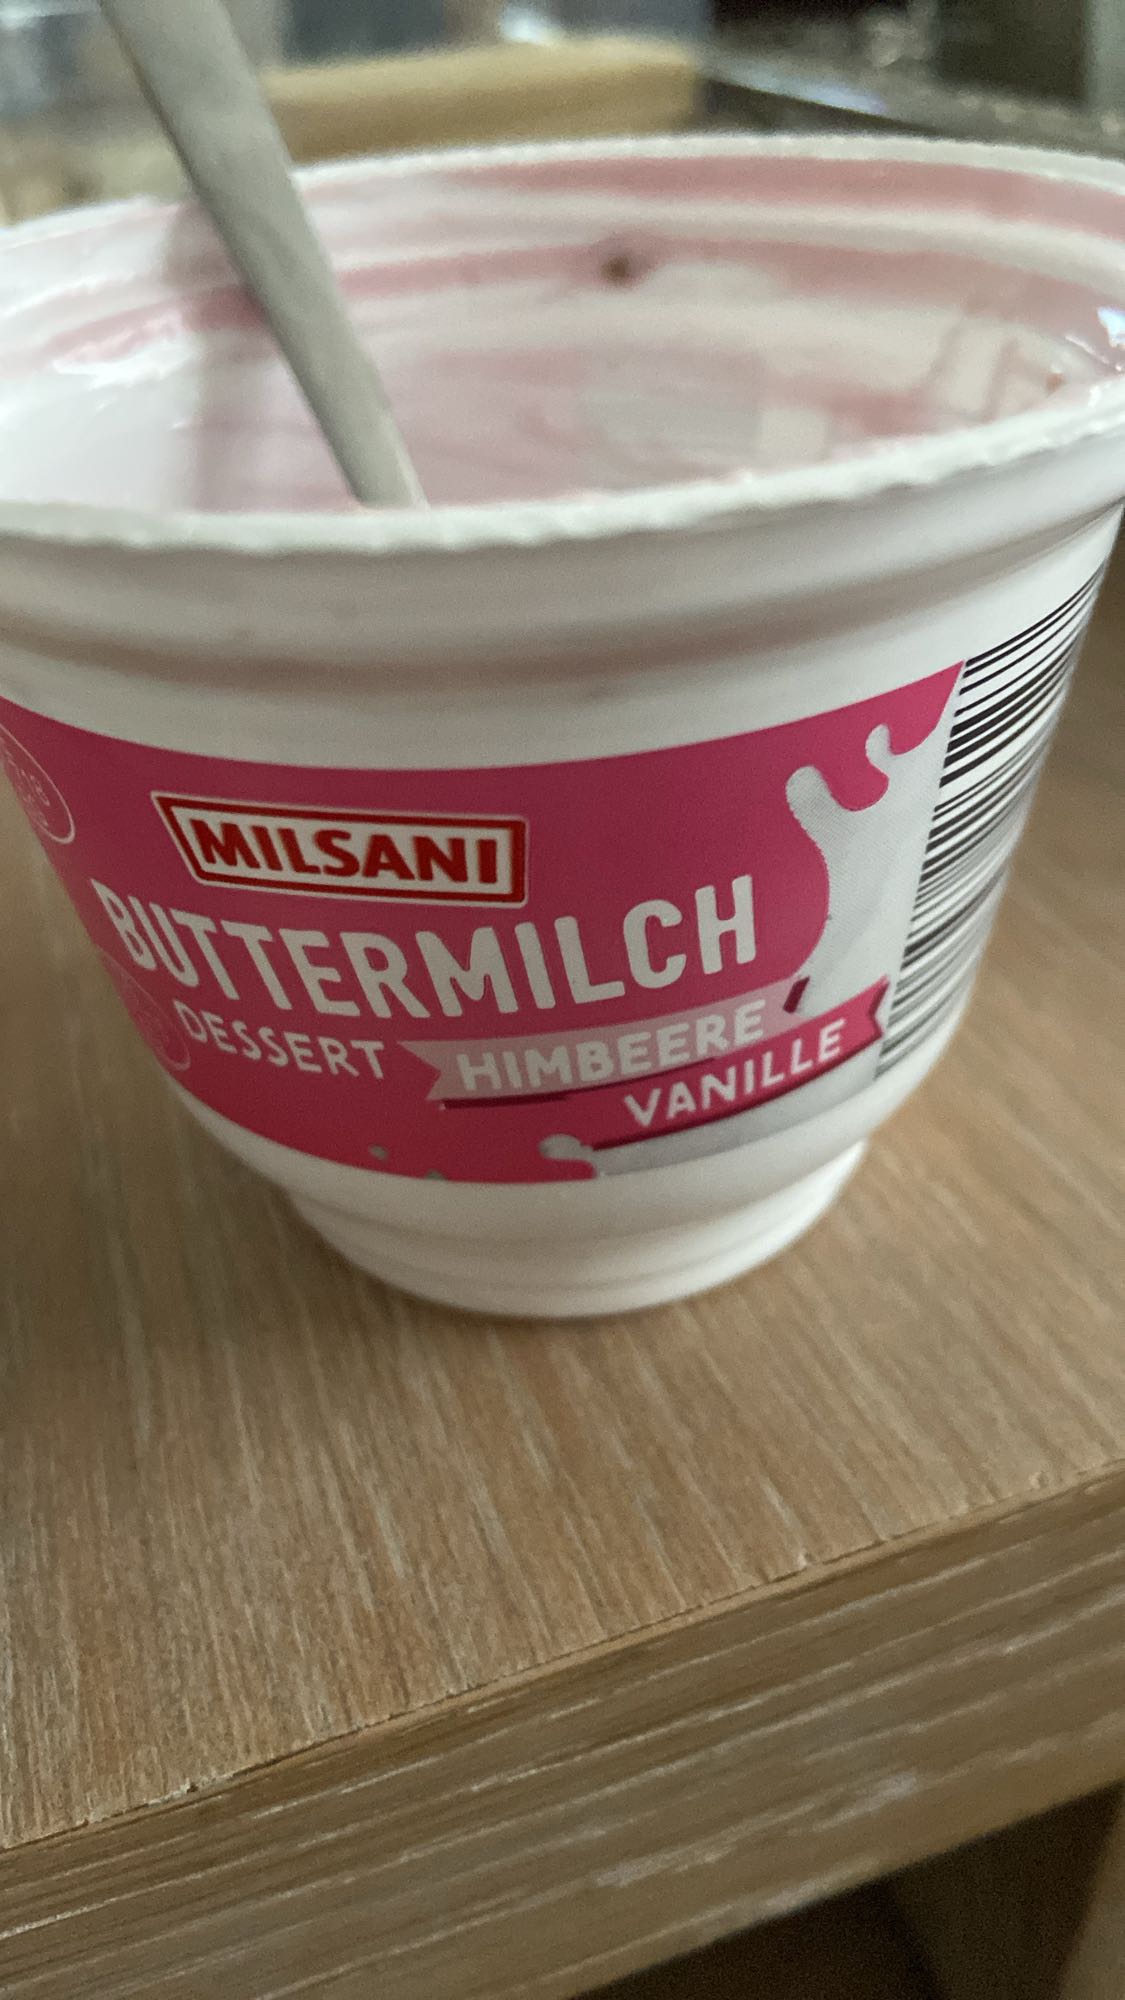 MILSANI
BUTTERMILCH
DESSERT HIMBEERE
VANILLE